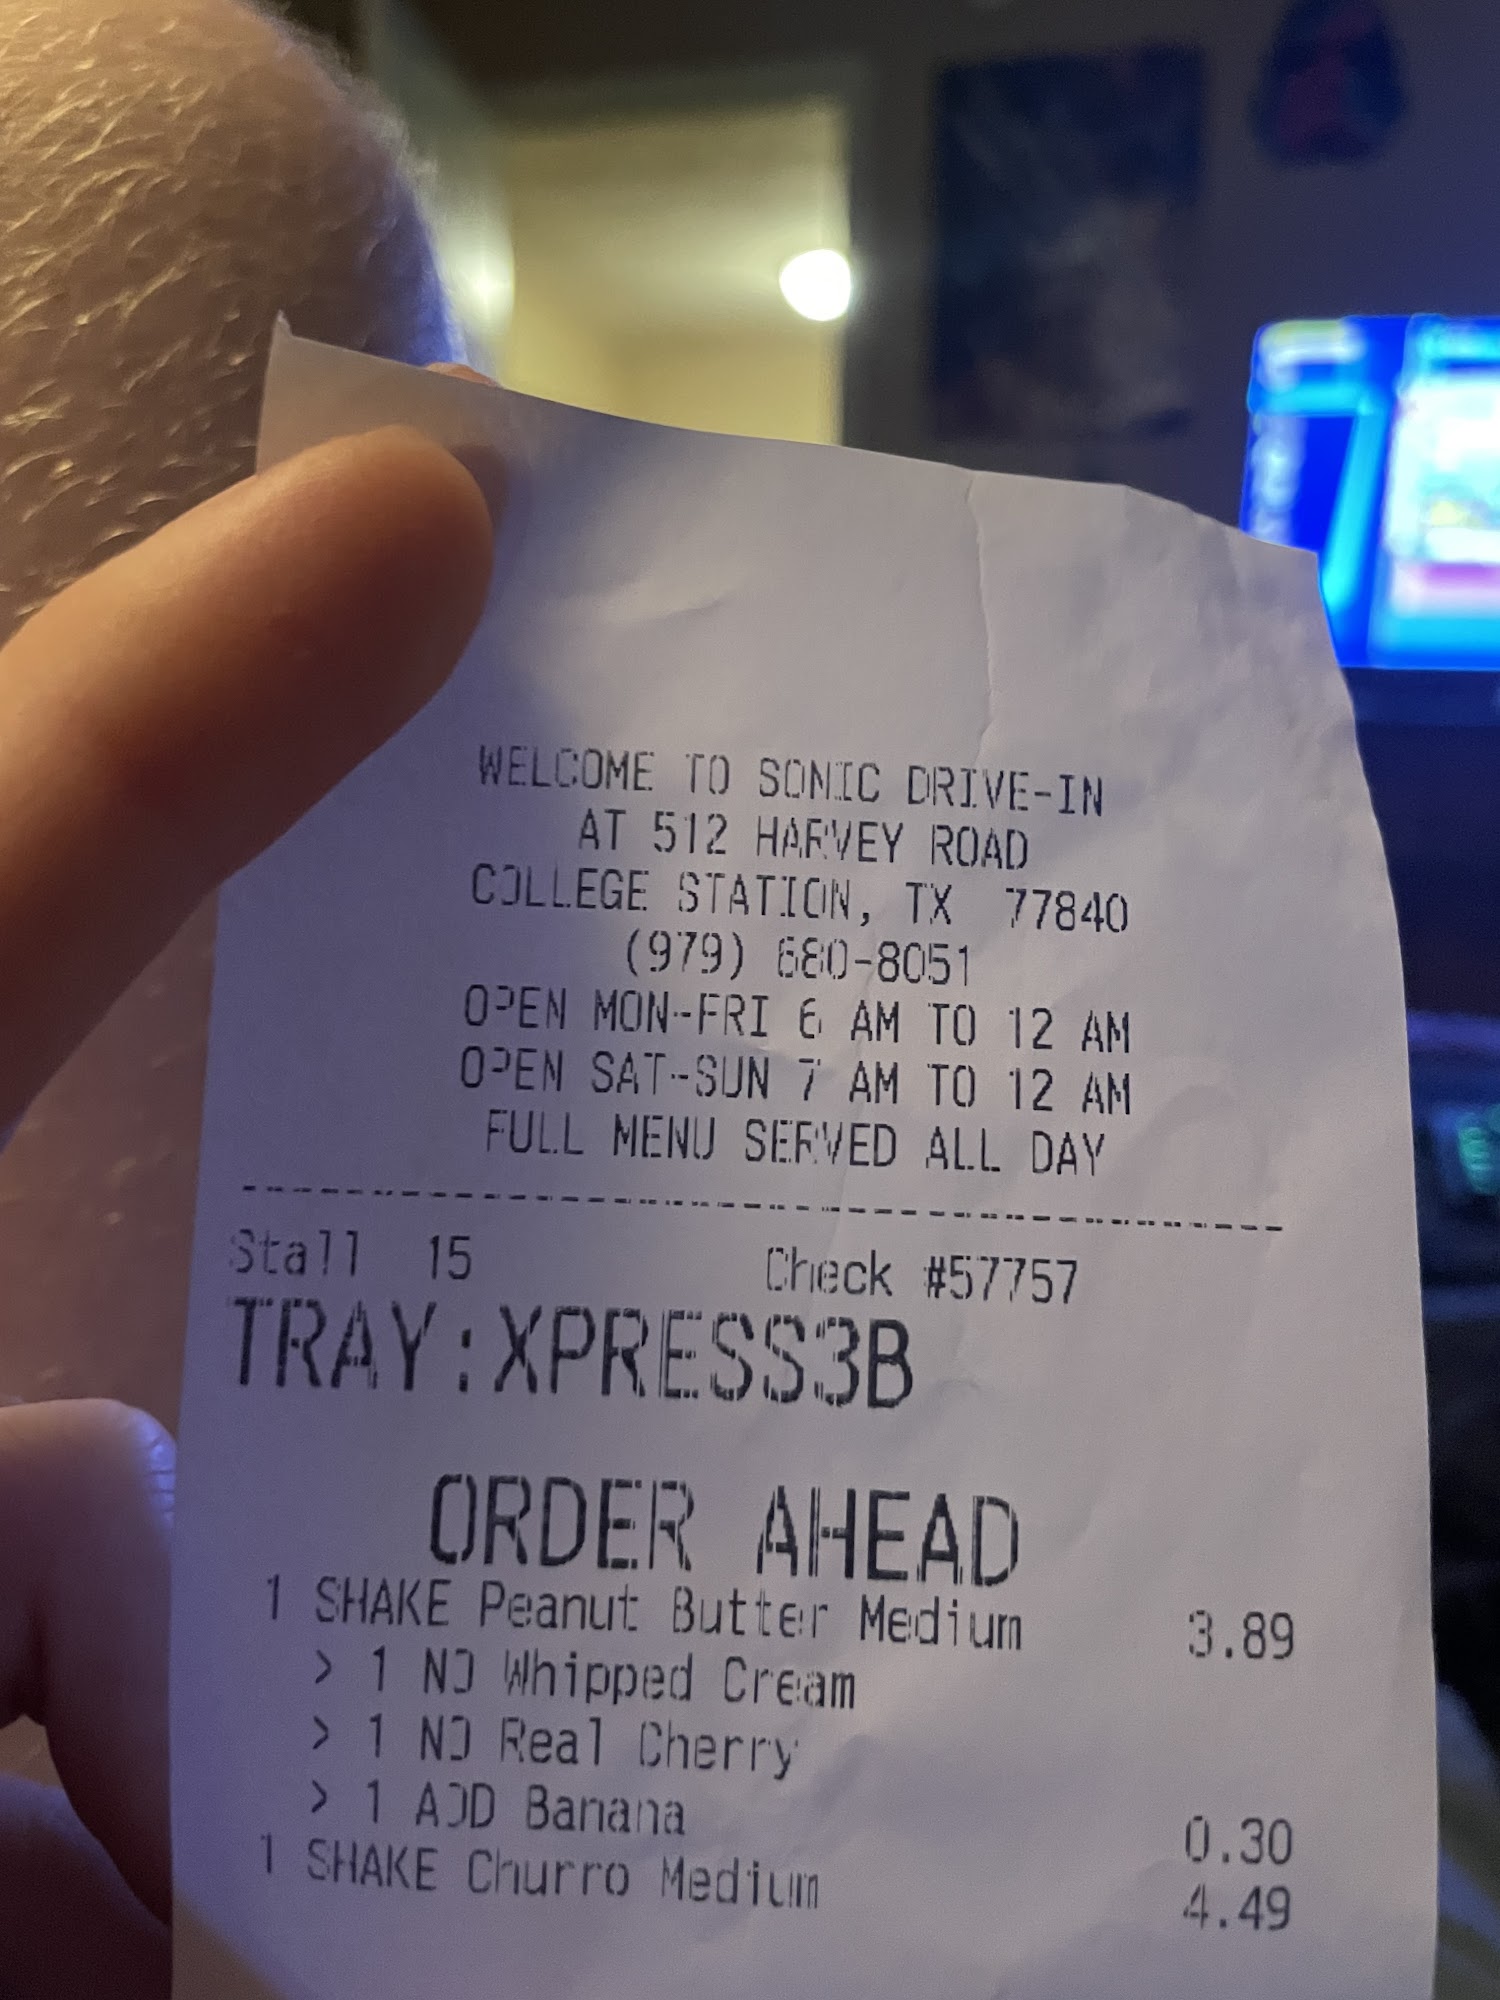 WELCOME TO SONIC DRIVE-IN
AT 512 HARVEY ROAD
COLLEGE STATION, TX 77840
(979) 680-8051
OPEN MON-FRI 6 AM TO 12 AM
OPEN SAT-SUN 7 AM TO 12 AM
FULL MENU SERVED ALL DAY
--------------------------------
Stall 15 Check #57757
TRAY:XPRESS3B
ORDER AHEAD
1 SHAKE Peanut Butter Medium 3.89
> 1 NO Whipped Cream
> 1 NO Real Cherry
> 1 ADD Banana 0.30
1 SHAKE Churro Medium 4.49